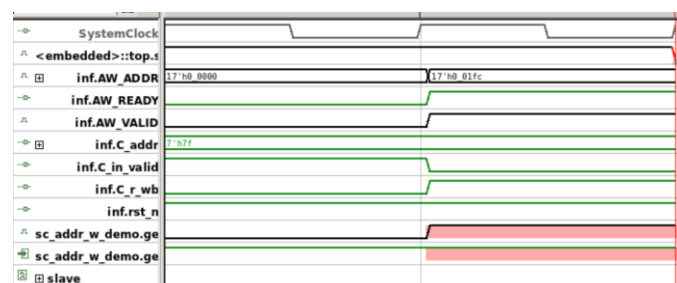 SystemClock
<embedded>::top.s
inf.AW_ADDR 17'h0_0000 17'h0_01fc
inf.AW_READY
inf.AW_VALID
inf.C_addr 7'h7f
inf.C_in_valid
inf.C_r_wb
inf.rst_n
sc_addr_w_demo.ge
sc_addr_w_demo.ge
slave